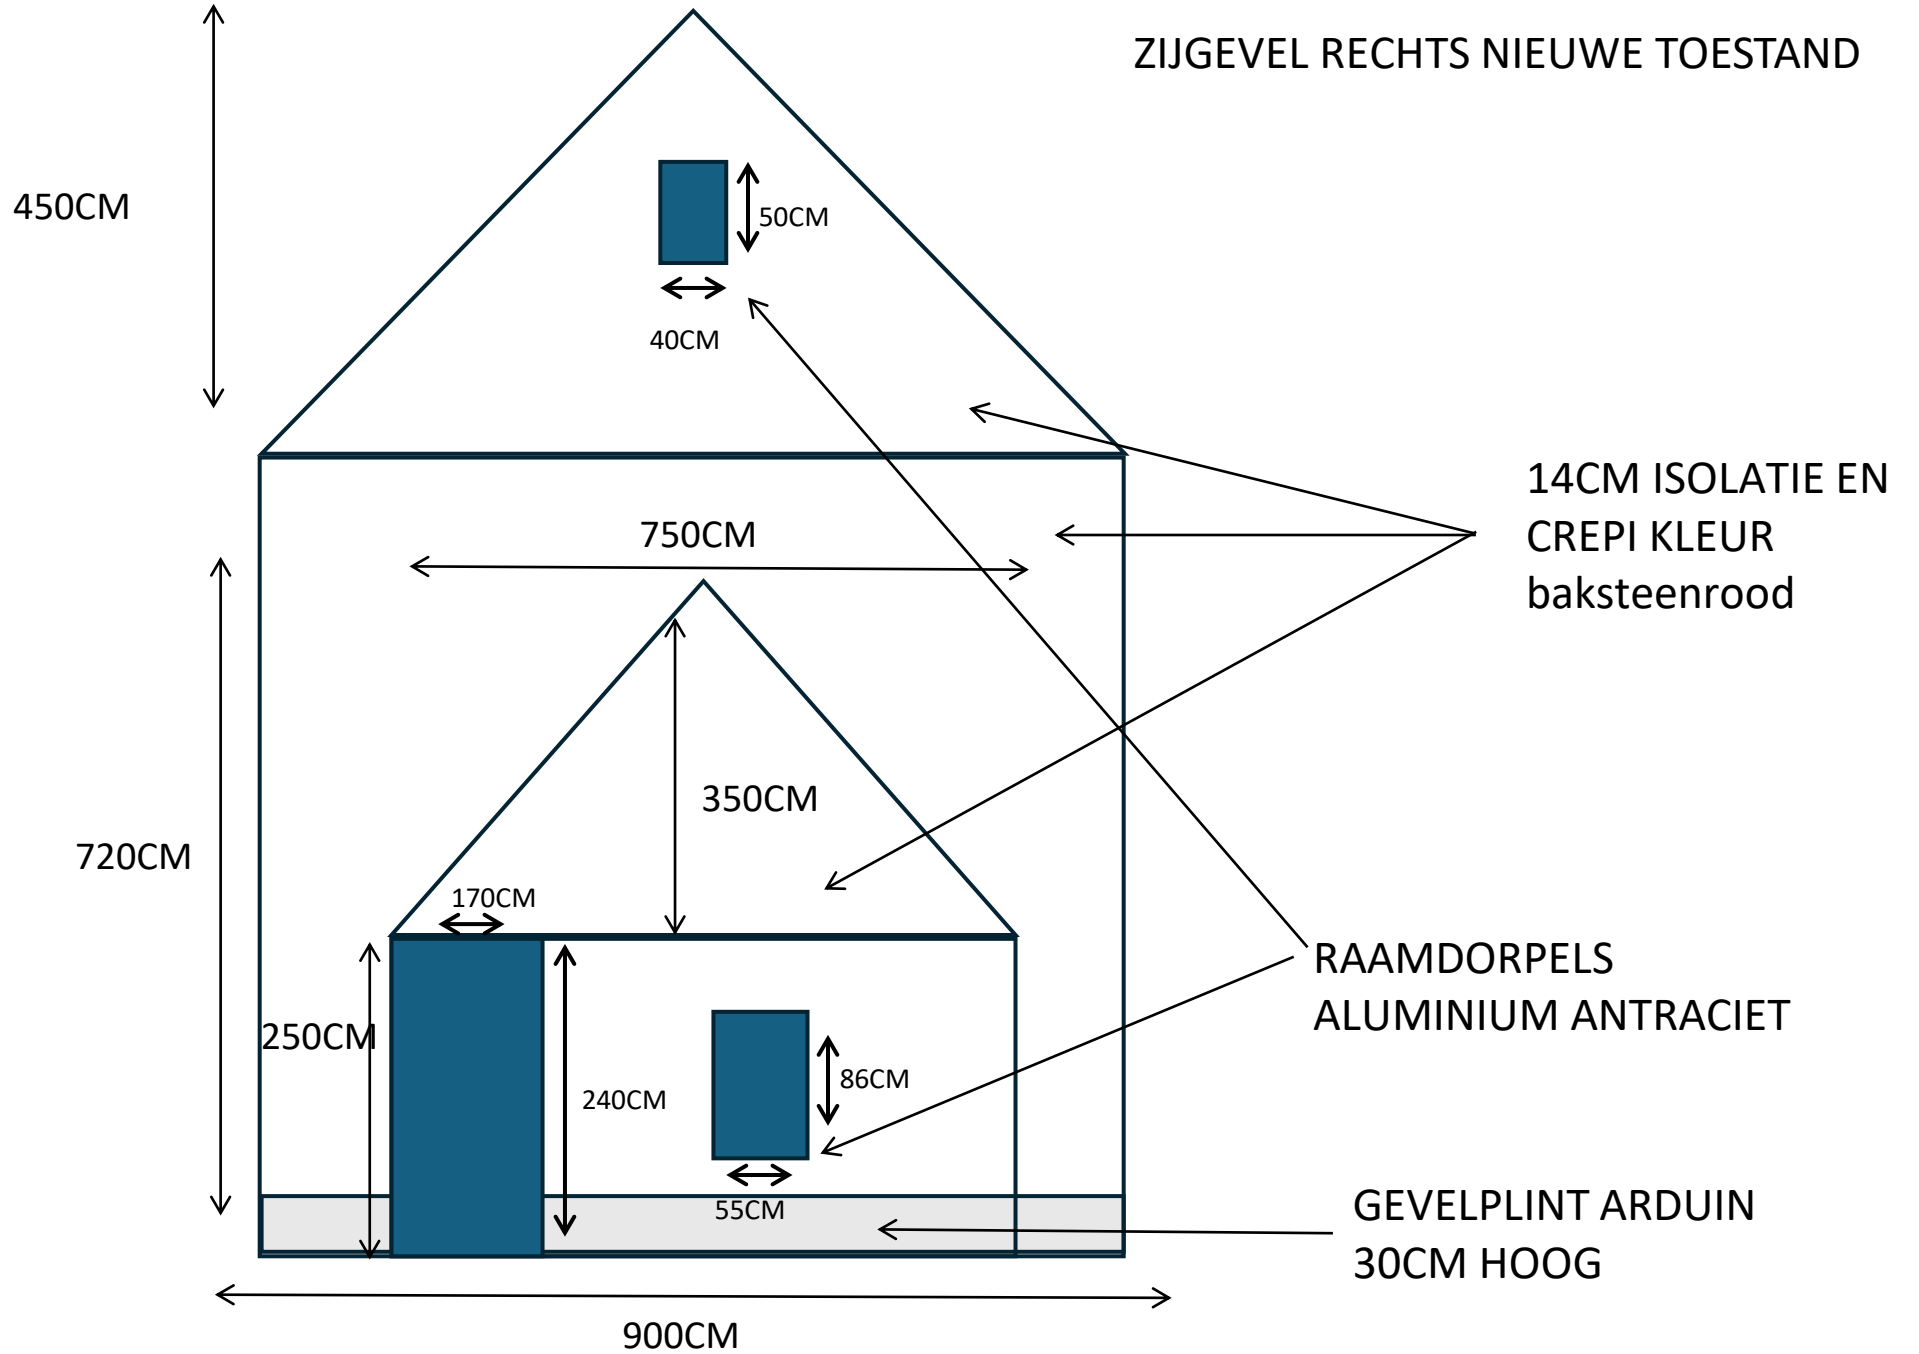 ZIJGEVEL RECHTS NIEUWE TOESTAND
450CM
50CM
40CM
14CM ISOLATIE EN
CREPI KLEUR
baksteenrood
750CM
350CM
720CM
170CM
RAAMDORPELS
ALUMINIUM ANTRACIET
250CM
86CM
240CM
55CM
GEVELPLINT ARDUIN
30CM HOOG
900CM